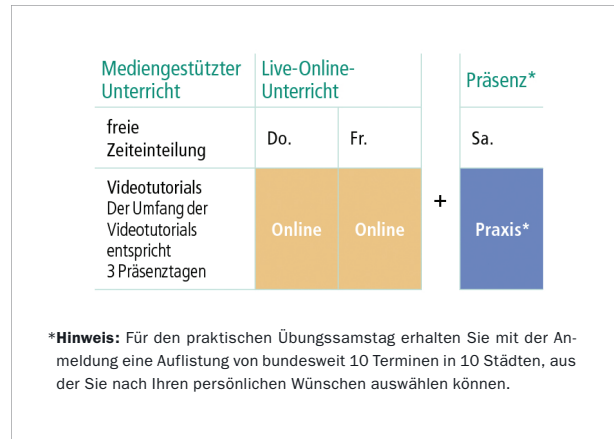 Mediengestützter Unterricht
Live-Online-Unterricht
Präsenz*
freie Zeiteinteilung
Do.
Fr.
Sa.
Videotutorials
Der Umfang der
Videotutorials
entspricht
3 Präsenztagen
Online
Online
+
Praxis*
*Hinweis: Für den praktischen Übungssamstag erhalten Sie mit der An-
meldung eine Auflistung von bundesweit 10 Terminen in 10 Städten, aus
der Sie nach Ihren persönlichen Wünschen auswählen können.